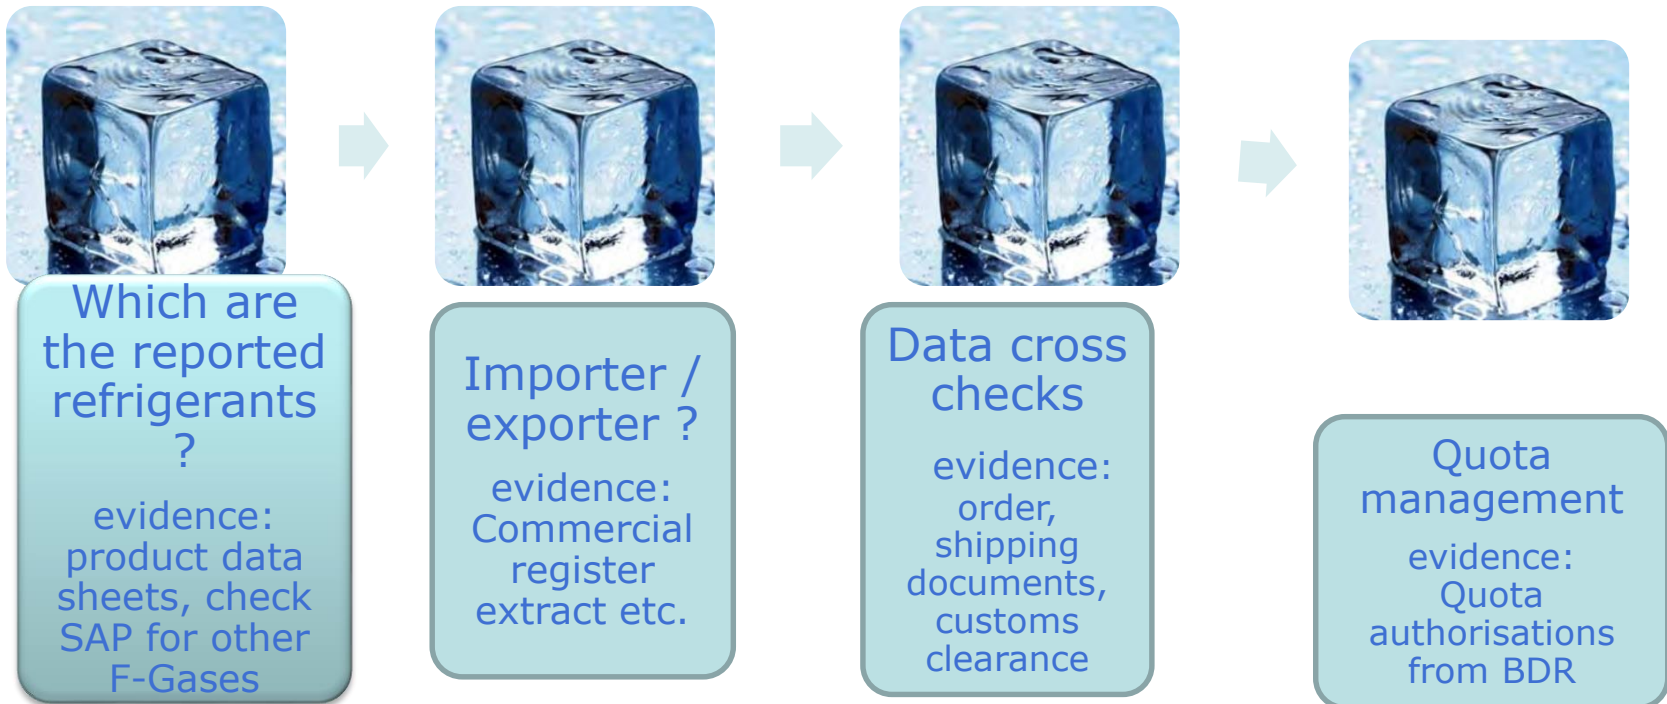 Which are
the reported
refrigerants
?
evidence:
product data
sheets, check
SAP for other
F-Gases
Importer /
exporter ?
evidence:
Commercial
register
extract etc.
Data cross
checks
evidence:
order,
shipping
documents,
customs
clearance
Quota
management
evidence:
Quota
authorisations
from BDR